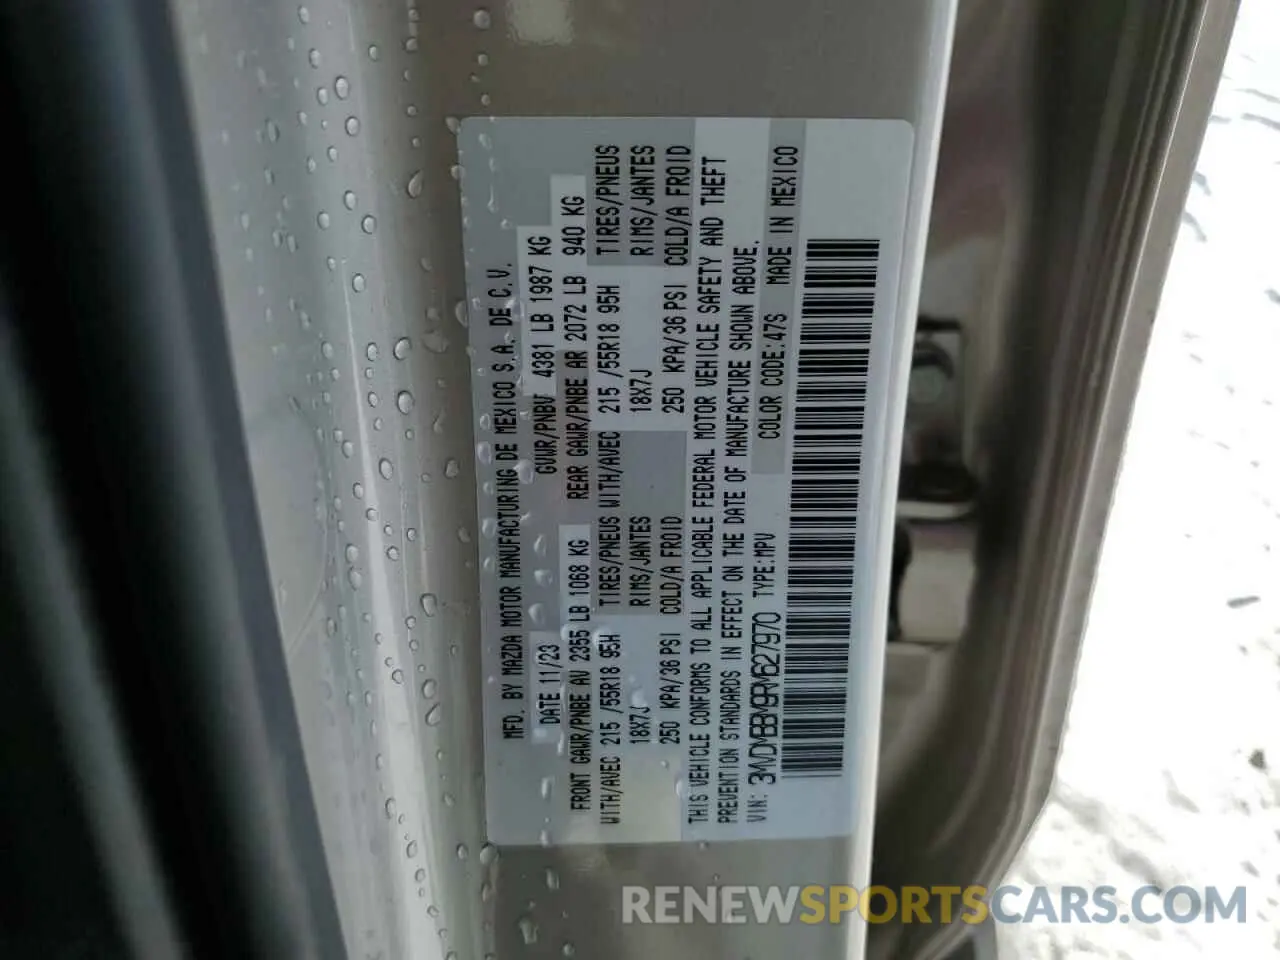 MFD. BY MAZDA MOTOR MANUFACTURING DE MEXICO S.A. DE C.V.
DATE 11/23 GVWR/PNBV 4381 LB 1987 KG
FRONT GAWR/PNBE AV 2355 LB 1068 KG REAR GAWR/PNBE AR 2072 LB 940 KG
WITH/AVEC 215 /55R18 95H TIRES/PNEUS WITH/AVEC 215 /55R18 95H TIRES/PNEUS
18X7J RIMS/JANTES 18X7J RIMS/JANTES
250 KPA/36 PSI COLD/A FROID 250 KPA/36 PSI COLD/A FROID
THIS VEHICLE CONFORMS TO ALL APPLICABLE FEDERAL MOTOR VEHICLE SAFETY AND THEFT
PREVENTION STANDARDS IN EFFECT ON THE DATE OF MANUFACTURE SHOWN ABOVE.
VIN: 3MVDMBBM9RM627970 TYPE:MPV COLOR CODE:47S MADE IN MEXICO
RENEWSPORTSCARS.COM